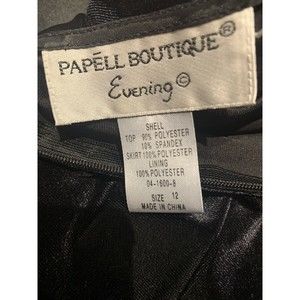 PAPĒLL BOUTIQUE®
Evening©
SHELL
TOP 90% POLYESTER
10% SPANDEX
SKIRT 100% POLYESTER
LINING
100% POLYESTER
04-1600-8
SIZE 12
MADE IN CHINA